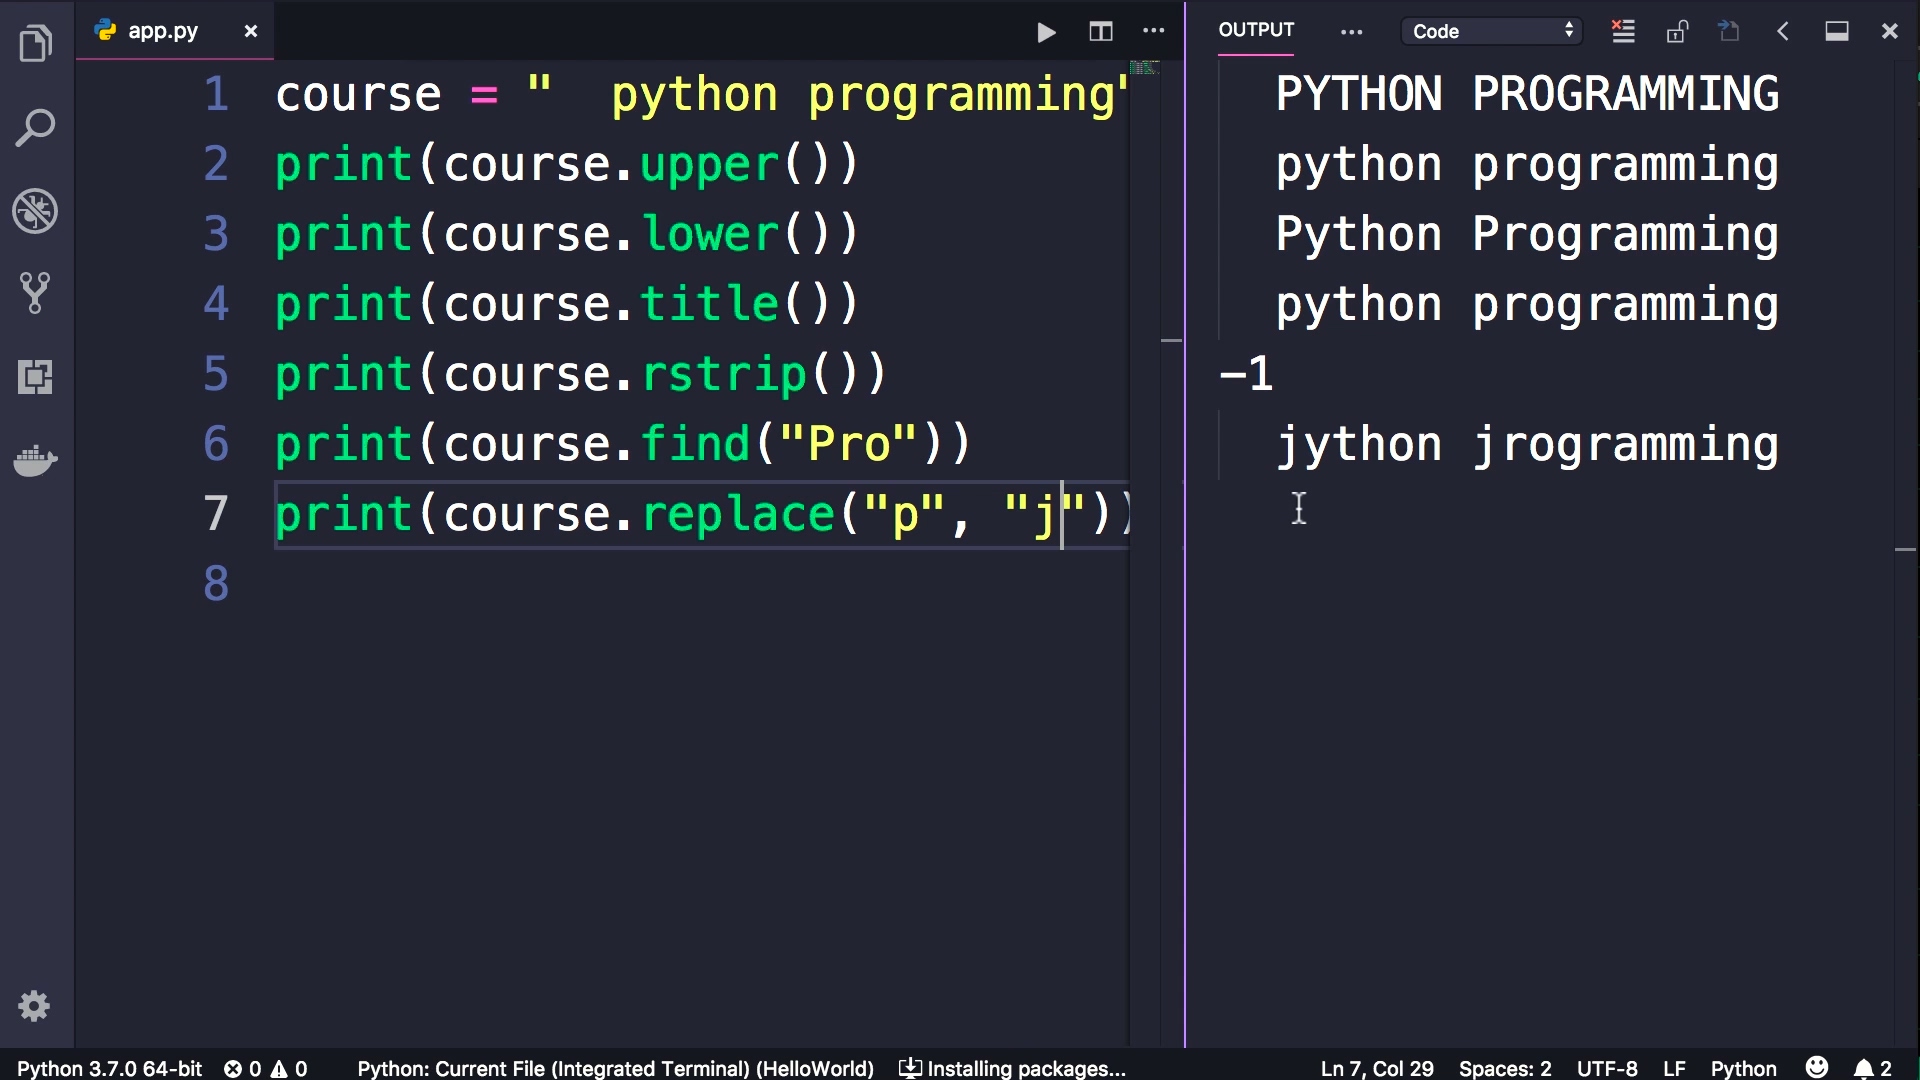 app.py
OUTPUT
Code
1 course = "  python programming"
2 print(course.upper())
3 print(course.lower())
4 print(course.title())
5 print(course.rstrip())
6 print(course.find("Pro"))
7 print(course.replace("p", "j"))
8
PYTHON PROGRAMMING
python programming
Python Programming
python programming
-1
jython jrogramming
Python 3.7.0 64-bit 0 0 Python: Current File (Integrated Terminal) (HelloWorld) Installing packages... Ln 7, Col 29 Spaces: 2 UTF-8 LF Python 2